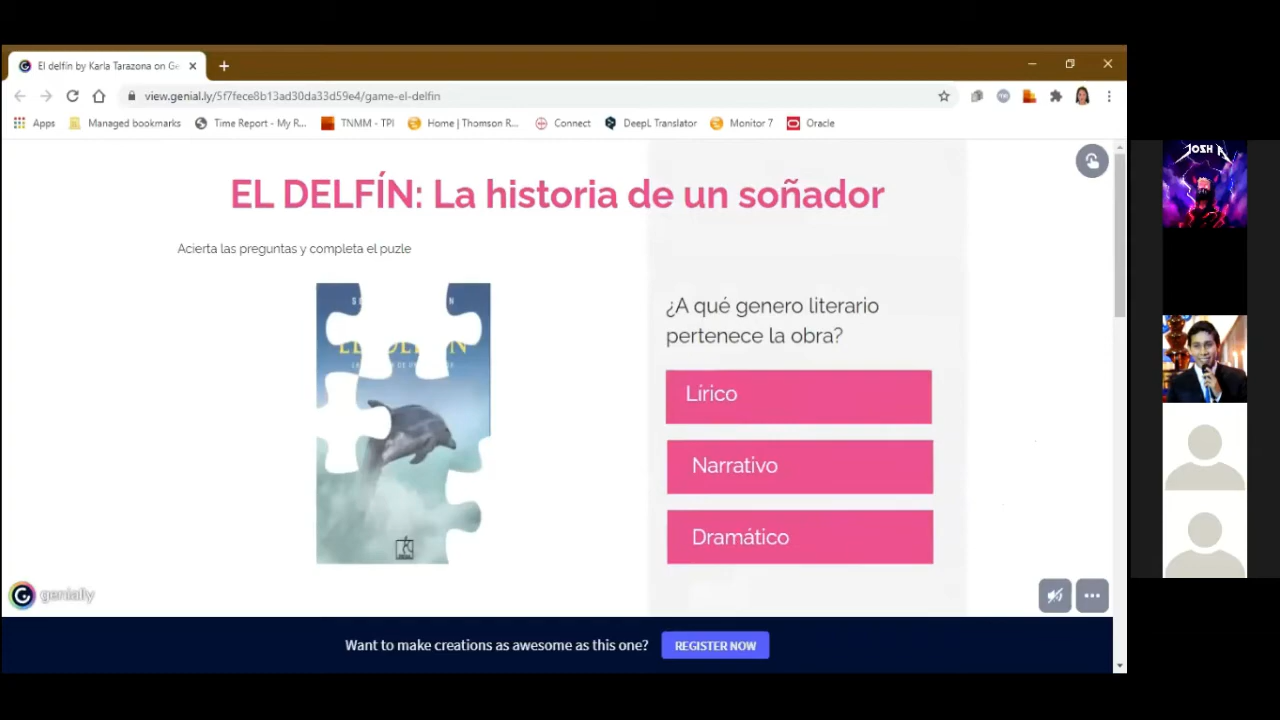 El delfín by Karla Tarazona on Ge
view.genial.ly/5f7fece8b13ad30da33d59e4/game-el-delfin
Apps
Managed bookmarks
Time Report - My R...
TNMM - TPI
Home | Thomson R...
Connect
DeepL Translator
Monitor 7
Oracle
JOSH R
EL DELFÍN: La historia de un soñador
Acierta las preguntas y completa el puzle
¿A qué genero literario
pertenece la obra?
Lírico
Narrativo
Dramático
genially
Want to make creations as awesome as this one?
REGISTER NOW